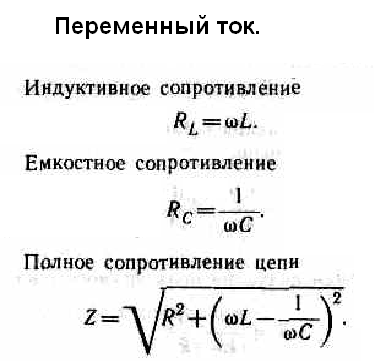 Переменный ток.
Индуктивное сопротивление
R_L = ωL.
Емкостное сопротивление
R_C = 1/(ωC).
Полное сопротивление цепи
Z = √(R² + (ωL − 1/(ωC))²).